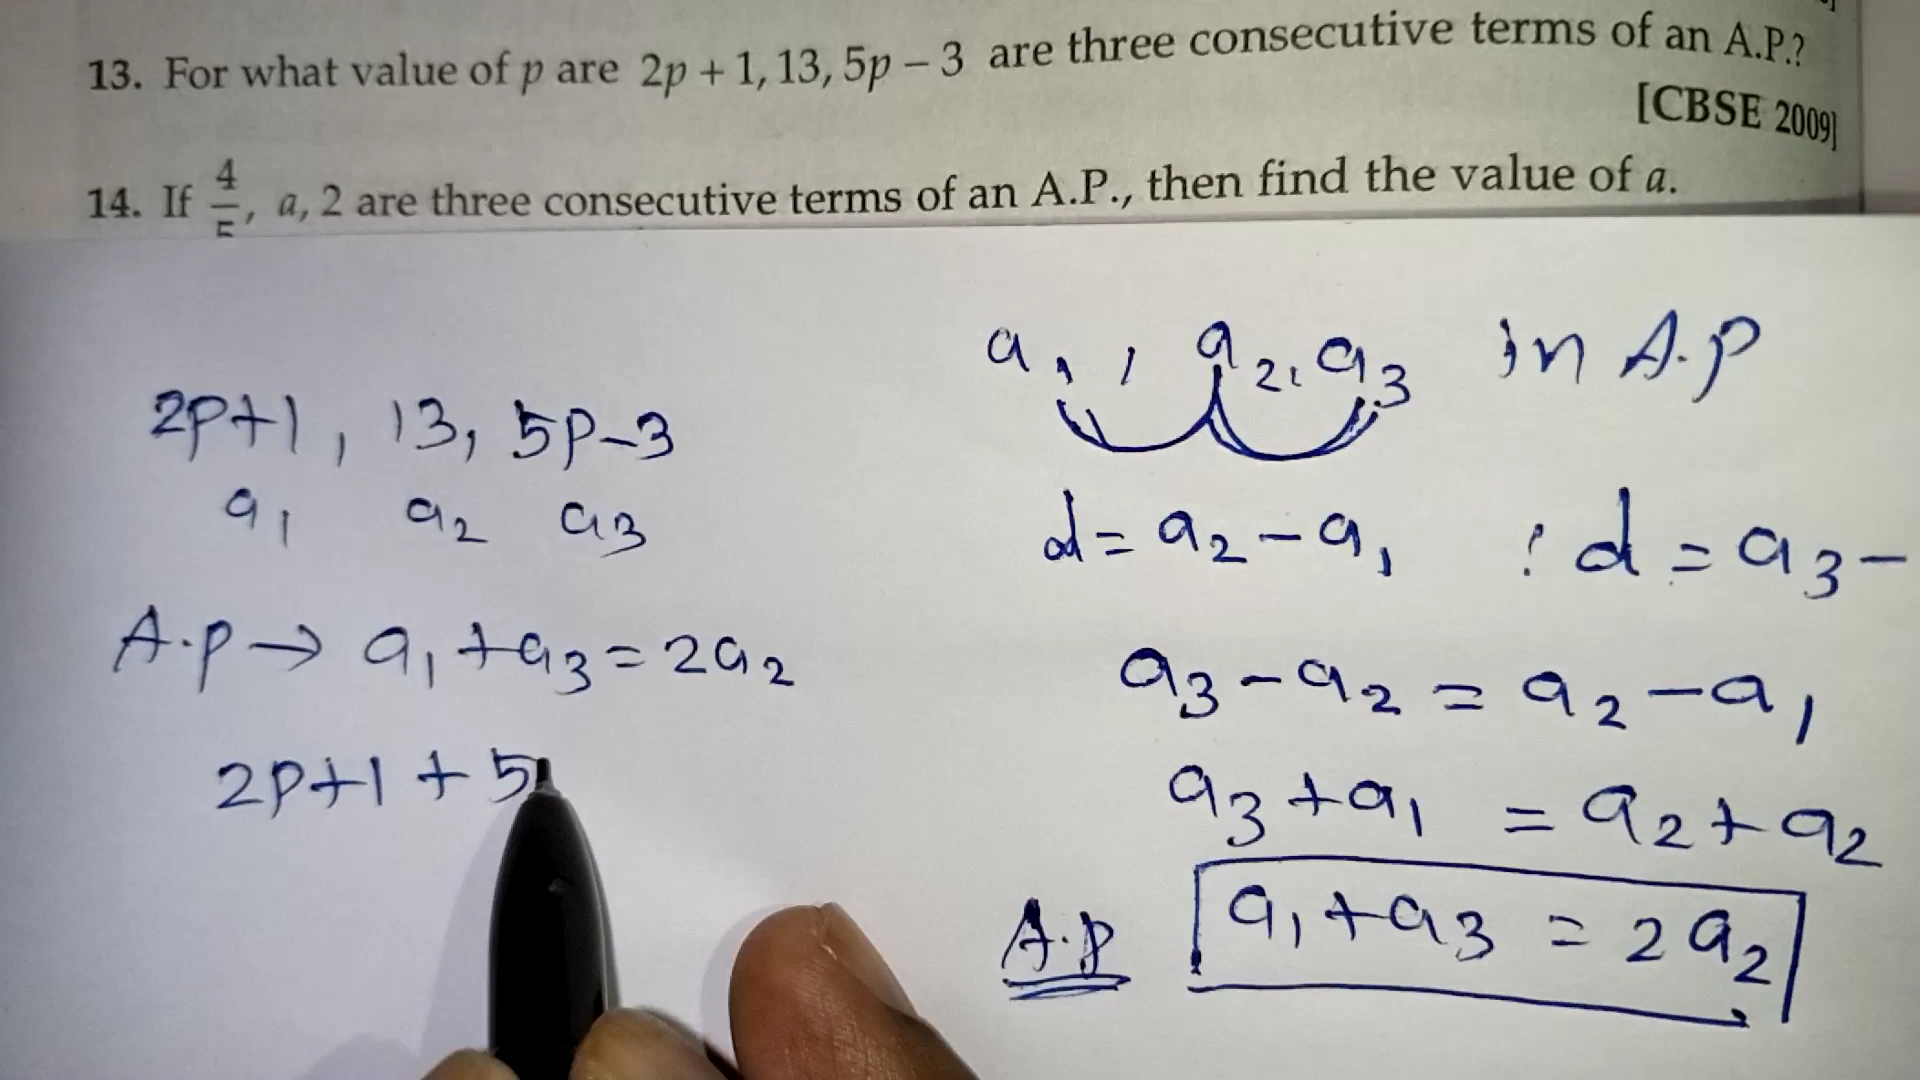 13. For what value of p are 2p + 1, 13, 5p – 3 are three consecutive terms of an A.P.?
[CBSE 2009]
14. If 4/5, a, 2 are three consecutive terms of an A.P., then find the value of a.
a1, a2, a3 in A.P
2p+1, 13, 5p-3
a1 a2 a3
d = a2 - a1 ; d = a3 -
A.p → a1 + a3 = 2a2
a3 - a2 = a2 - a1
2p+1 + 5
a3 + a1 = a2 + a2
A.p a1 + a3 = 2a2